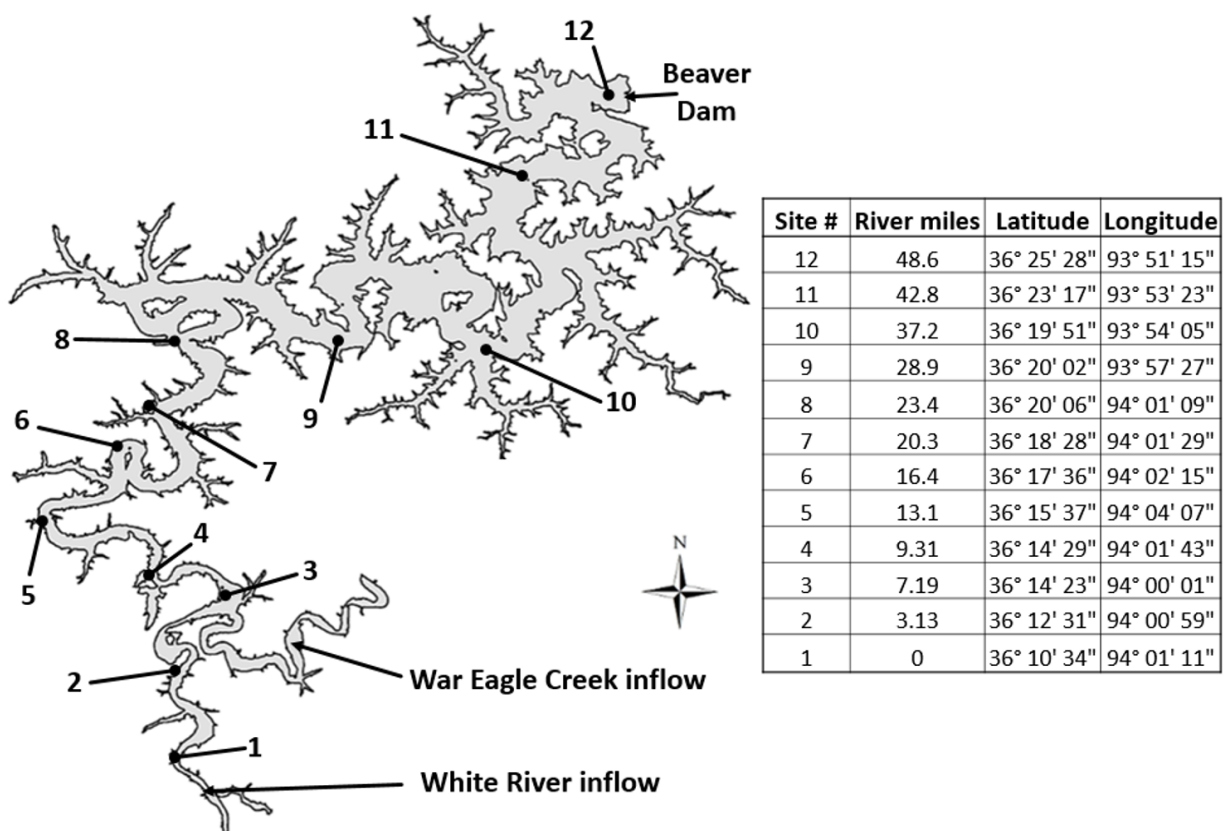 12
Beaver
Dam
11
8
9
10
6
7
4
5
3
2
War Eagle Creek inflow
1
White River inflow
N
Site # River miles Latitude Longitude
12 48.6 36° 25' 28" 93° 51' 15"
11 42.8 36° 23' 17" 93° 53' 23"
10 37.2 36° 19' 51" 93° 54' 05"
9 28.9 36° 20' 02" 93° 57' 27"
8 23.4 36° 20' 06" 94° 01' 09"
7 20.3 36° 18' 28" 94° 01' 29"
6 16.4 36° 17' 36" 94° 02' 15"
5 13.1 36° 15' 37" 94° 04' 07"
4 9.31 36° 14' 29" 94° 01' 43"
3 7.19 36° 14' 23" 94° 00' 01"
2 3.13 36° 12' 31" 94° 00' 59"
1 0 36° 10' 34" 94° 01' 11"